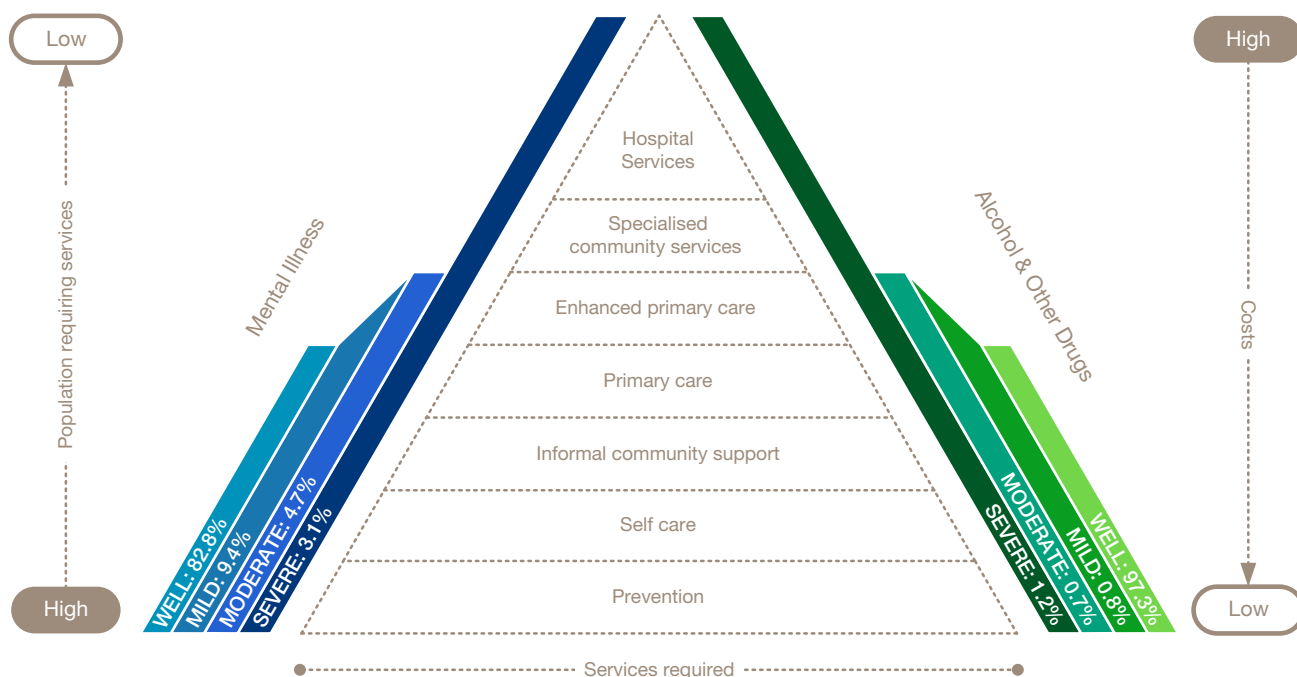 Low
High
Hospital
Services
Specialised
community services
Enhanced primary care
Primary care
Informal community support
Self care
Prevention
Mental Illness
Alcohol & Other Drugs
Population requiring services
Costs
WELL: 82.8%
MILD: 9.4%
MODERATE: 4.7%
SEVERE: 3.1%
SEVERE: 1.2%
MODERATE: 0.7%
MILD: 0.8%
WELL: 97.3%
High
Low
Services required